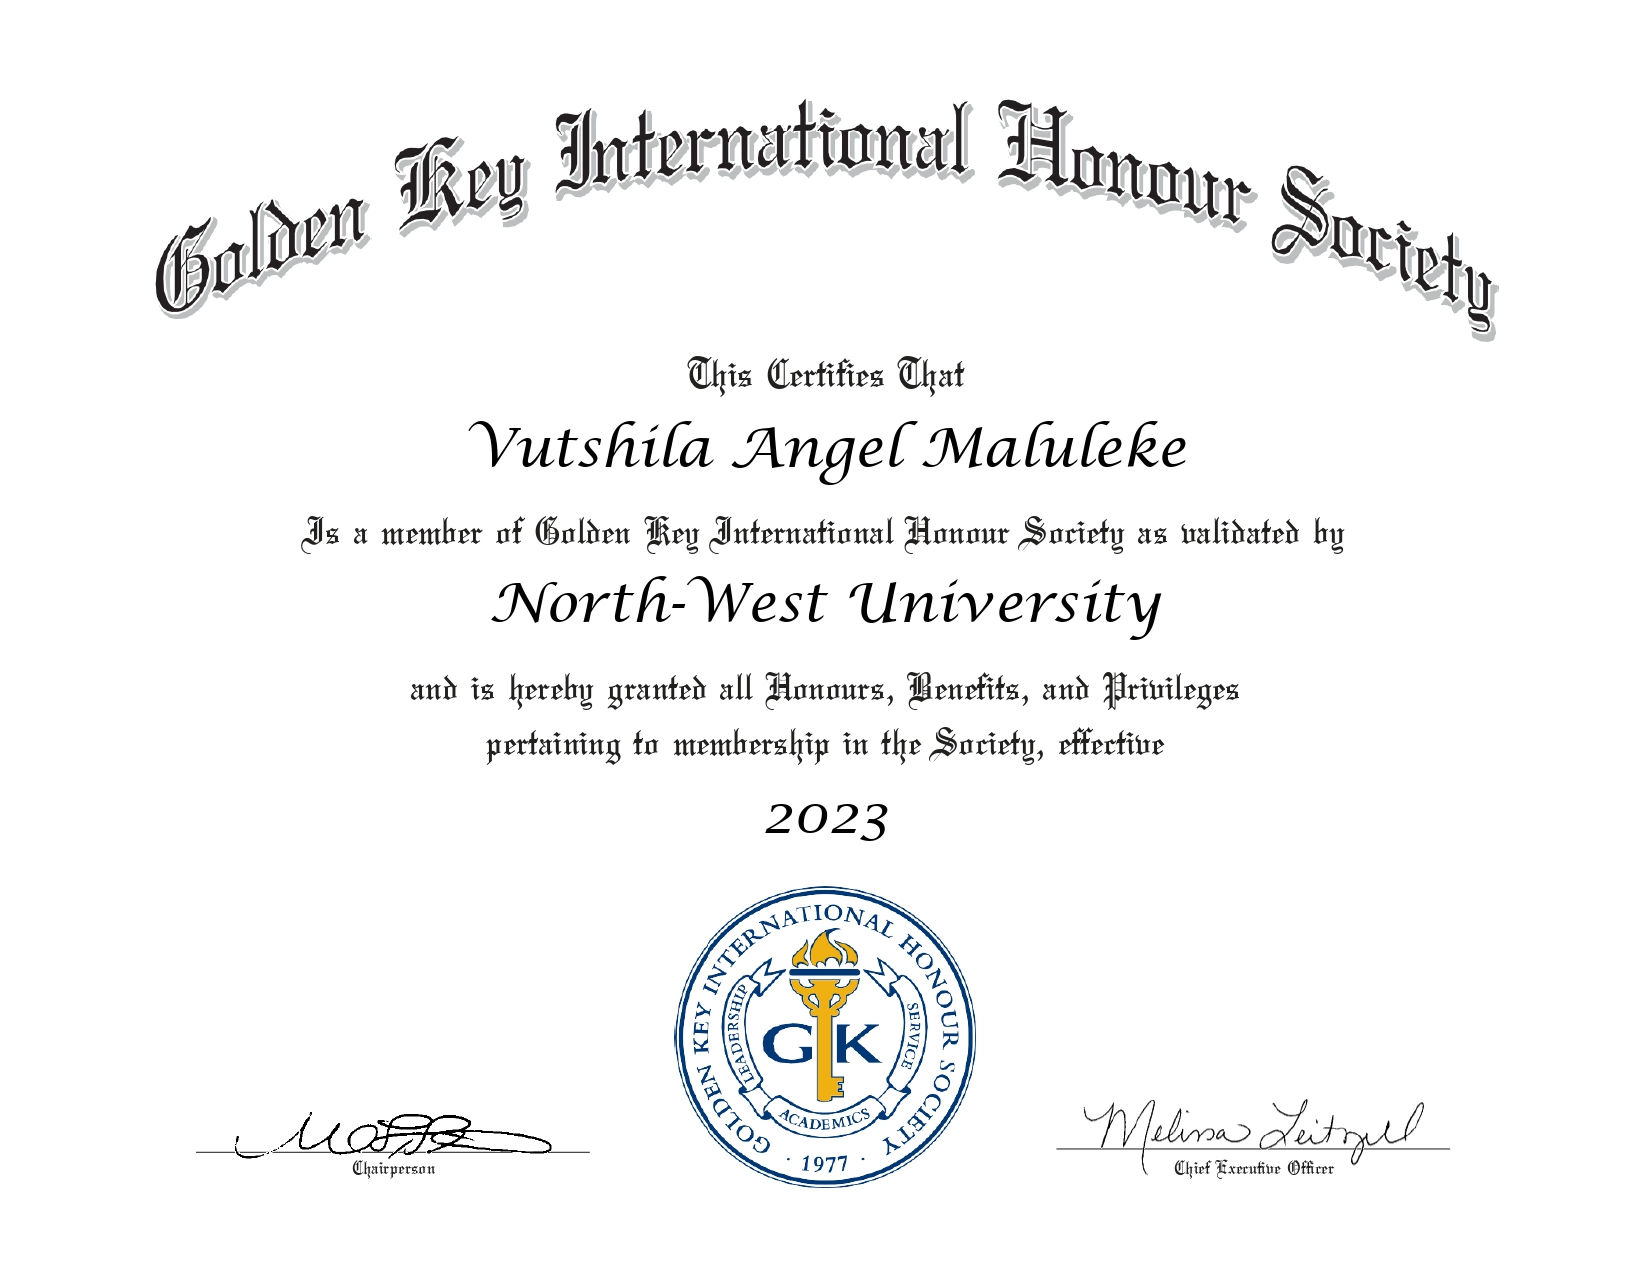 Golden Key International Honour Society
This Certifies That
Vutshila Angel Maluleke
Is a member of Golden Key International Honour Society as validated by
North-West University
and is hereby granted all Honours, Benefits, and Privileges
pertaining to membership in the Society, effective
2023
GOLDEN KEY INTERNATIONAL HONOUR SOCIETY
LEADERSHIP
SERVICE
GK
ACADEMICS
· 1977 ·
Melissa Leitzell
Chairperson
Chief Executive Officer